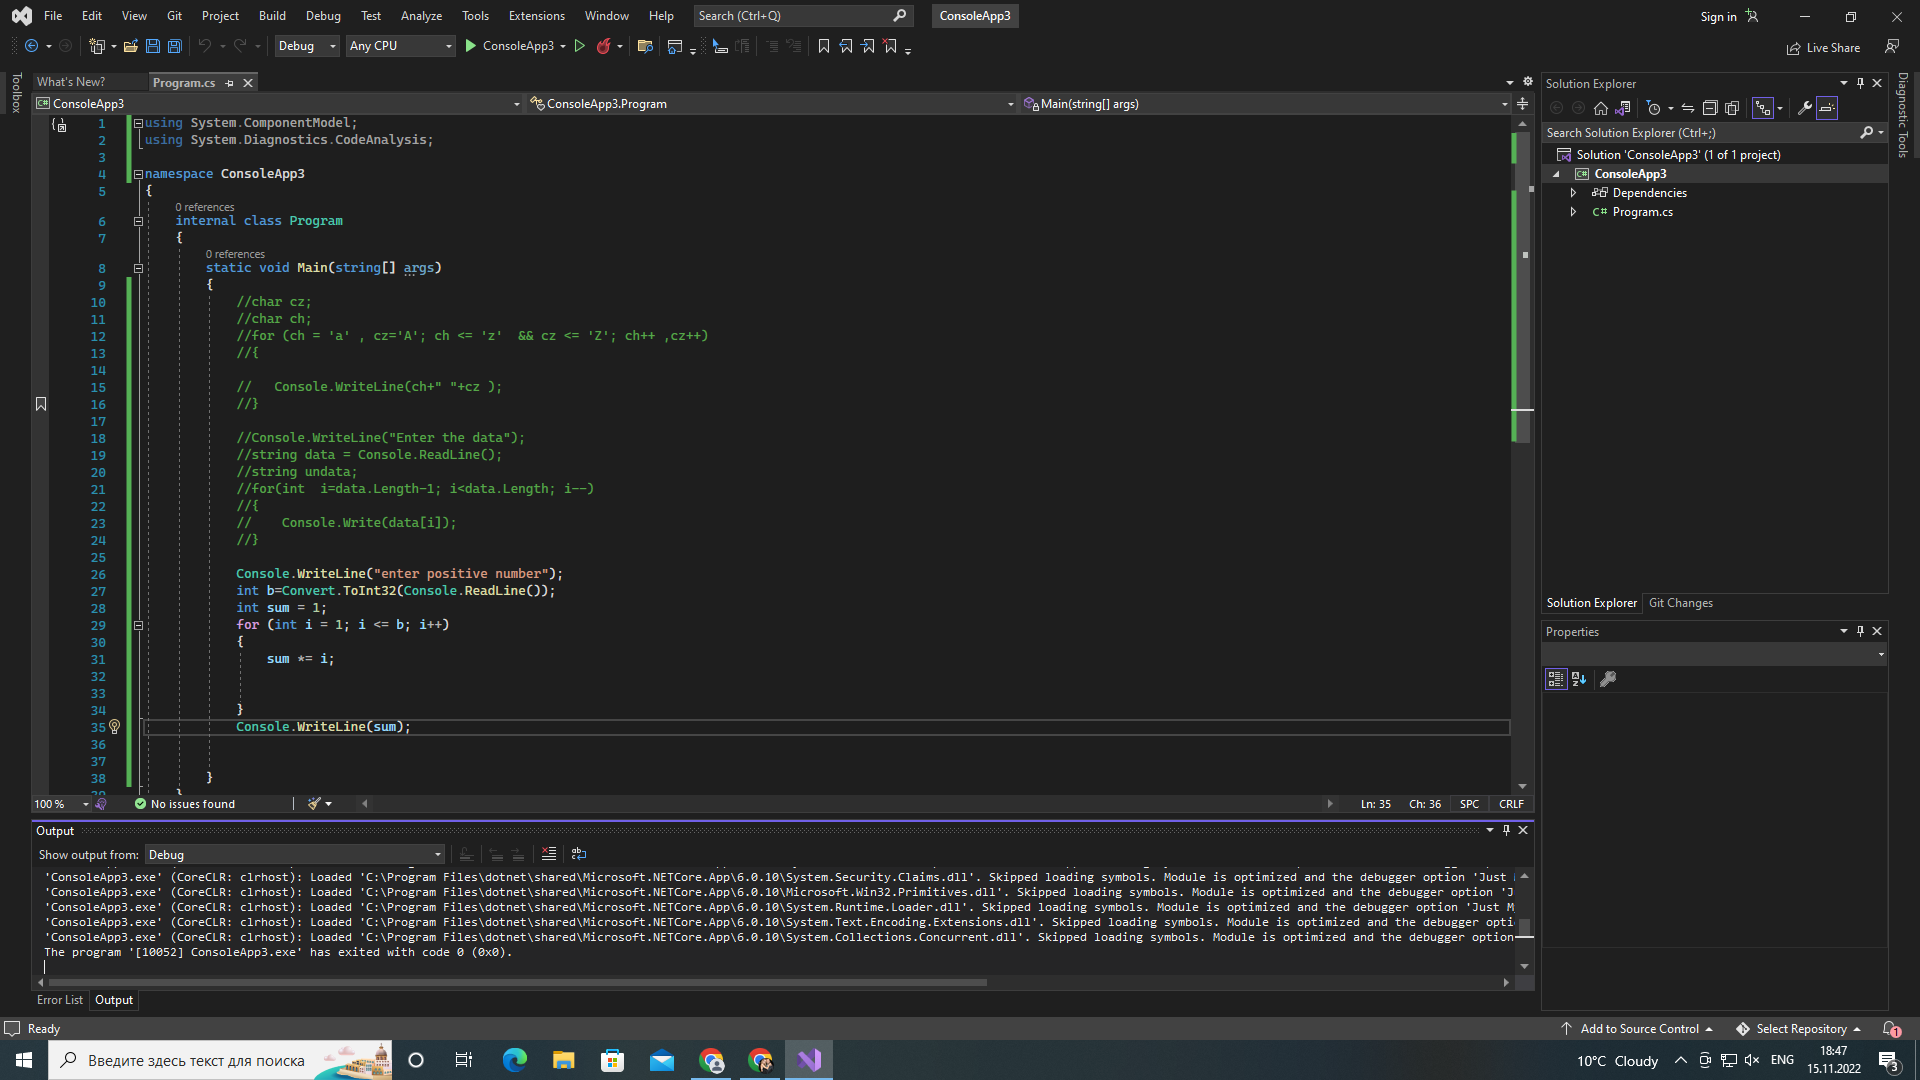 File Edit View Git Project Build Debug Test Analyze Tools Extensions Window Help Search (Ctrl+Q) ConsoleApp3 Sign in
Debug Any CPU ConsoleApp3 Live Share
Toolbox
What's New? Program.cs
ConsoleApp3 ConsoleApp3.Program Main(string[] args)
1 using System.ComponentModel;
2 using System.Diagnostics.CodeAnalysis;
3
4 namespace ConsoleApp3
5 {
0 references
6 internal class Program
7 {
0 references
8 static void Main(string[] args)
9 {
10 //char cz;
11 //char ch;
12 //for (ch = 'a' , cz='A'; ch <= 'z'  && cz <= 'Z'; ch++ ,cz++)
13 //{
14
15 //   Console.WriteLine(ch+" "+cz );
16 //}
17
18 //Console.WriteLine("Enter the data");
19 //string data = Console.ReadLine();
20 //string undata;
21 //for(int  i=data.Length-1; i<data.Length; i--)
22 //{
23 //    Console.Write(data[i]);
24 //}
25
26 Console.WriteLine("enter positive number");
27 int b=Convert.ToInt32(Console.ReadLine());
28 int sum = 1;
29 for (int i = 1; i <= b; i++)
30 {
31 sum *= i;
32
33
34 }
35 Console.WriteLine(sum);
36
37
38 }
39 }
100 % No issues found Ln: 35 Ch: 36 SPC CRLF
Output
Show output from: Debug
'ConsoleApp3.exe' (CoreCLR: clrhost): Loaded 'C:\Program Files\dotnet\shared\Microsoft.NETCore.App\6.0.10\System.Security.Claims.dll'. Skipped loading symbols. Module is optimized and the debugger option 'Just
'ConsoleApp3.exe' (CoreCLR: clrhost): Loaded 'C:\Program Files\dotnet\shared\Microsoft.NETCore.App\6.0.10\Microsoft.Win32.Primitives.dll'. Skipped loading symbols. Module is optimized and the debugger option 'J
'ConsoleApp3.exe' (CoreCLR: clrhost): Loaded 'C:\Program Files\dotnet\shared\Microsoft.NETCore.App\6.0.10\System.Runtime.Loader.dll'. Skipped loading symbols. Module is optimized and the debugger option 'Just M
'ConsoleApp3.exe' (CoreCLR: clrhost): Loaded 'C:\Program Files\dotnet\shared\Microsoft.NETCore.App\6.0.10\System.Text.Encoding.Extensions.dll'. Skipped loading symbols. Module is optimized and the debugger opti
'ConsoleApp3.exe' (CoreCLR: clrhost): Loaded 'C:\Program Files\dotnet\shared\Microsoft.NETCore.App\6.0.10\System.Collections.Concurrent.dll'. Skipped loading symbols. Module is optimized and the debugger option
The program '[10052] ConsoleApp3.exe' has exited with code 0 (0x0).
Error List Output
Solution Explorer
Search Solution Explorer (Ctrl+;)
Solution 'ConsoleApp3' (1 of 1 project)
ConsoleApp3
Dependencies
C# Program.cs
Solution Explorer Git Changes
Properties
Diagnostic Tools
Ready Add to Source Control Select Repository 1
Введите здесь текст для поиска 10°C Cloudy ENG 18:47
15.11.2022 3